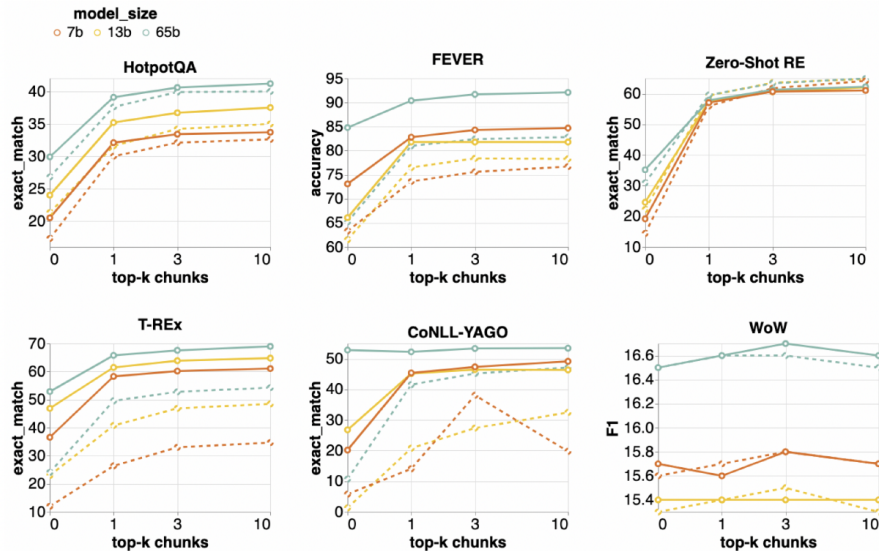 model_size
7b 13b 65b
HotpotQA
exact_match
40
35
30
25
20
0 1 3 10
top-k chunks
FEVER
accuracy
95
90
85
80
75
70
65
60
0 1 3 10
top-k chunks
Zero-Shot RE
exact_match
60
50
40
30
20
10
0 1 3 10
top-k chunks
T-REx
exact_match
70
60
50
40
30
20
10
0 1 3 10
top-k chunks
CoNLL-YAGO
exact_match
50
40
30
20
10
0
0 1 3 10
top-k chunks
WoW
F1
16.6
16.4
16.2
16.0
15.8
15.6
15.4
0 1 3 10
top-k chunks